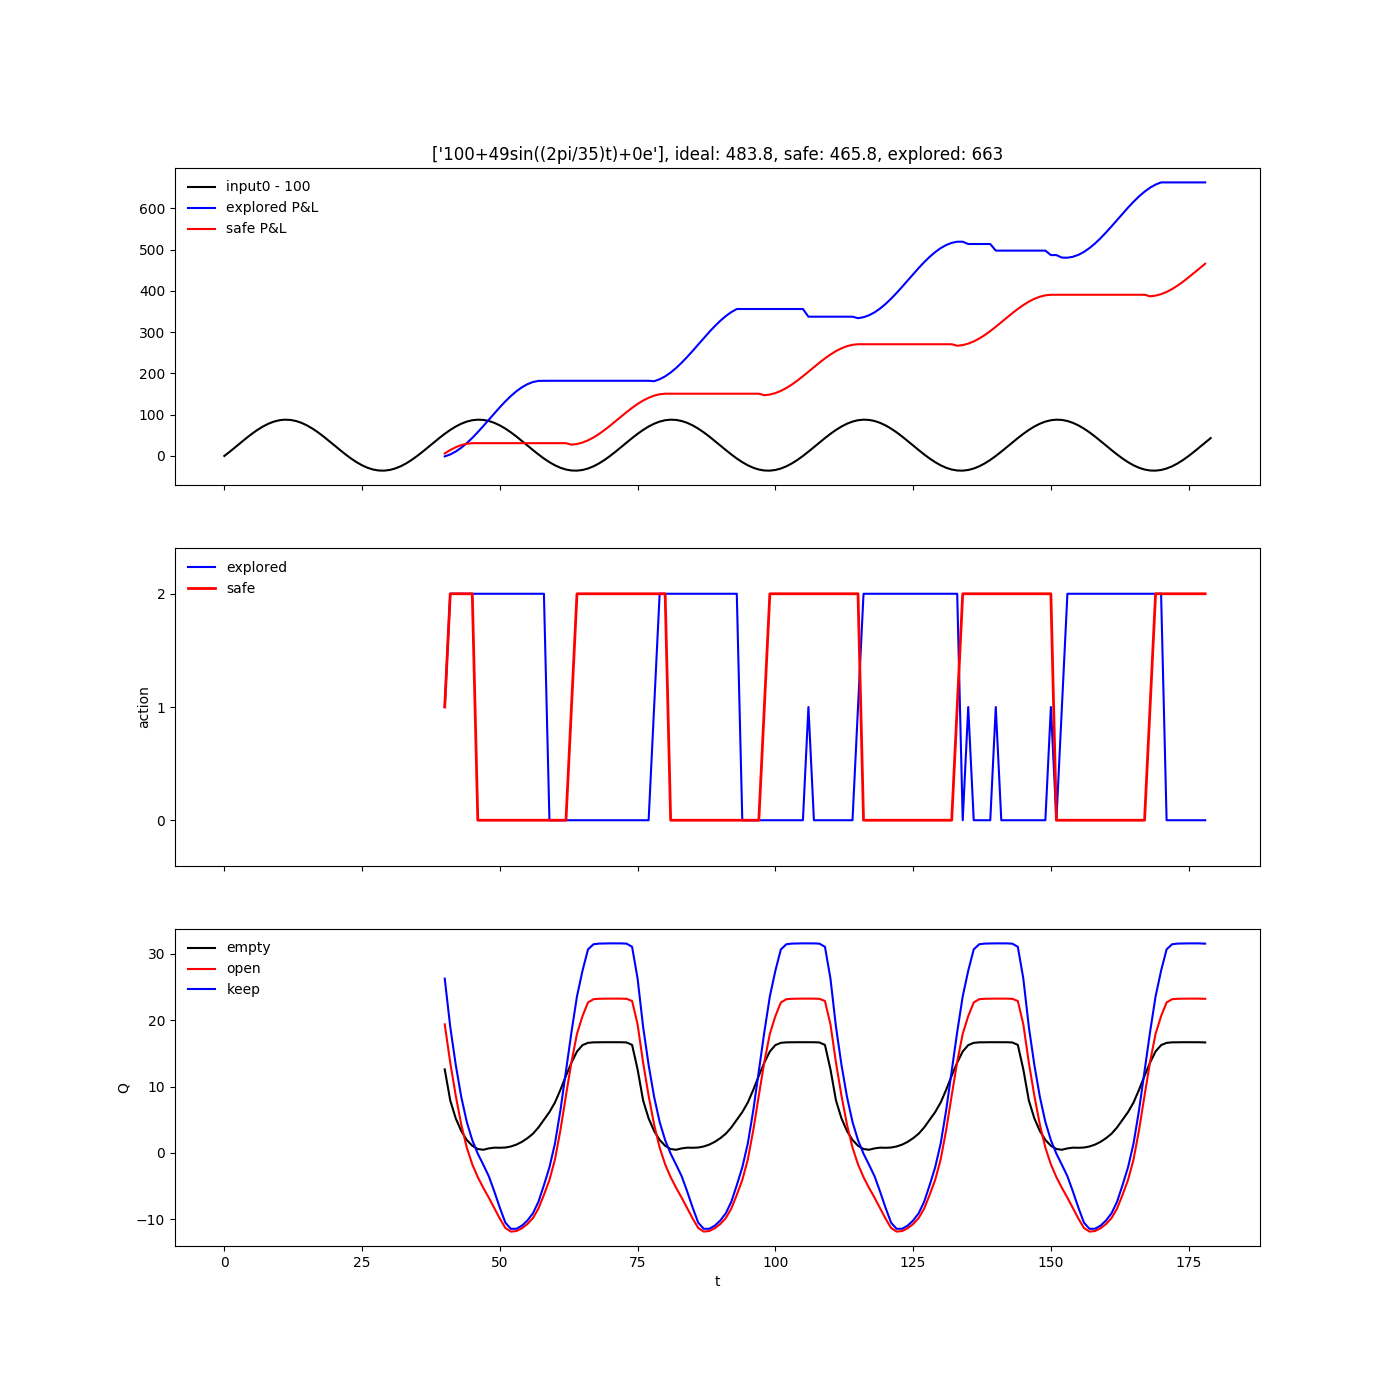 ['100+49sin((2pi/35)t)+0e'], ideal: 483.8, safe: 465.8, explored: 663
input0 - 100
explored P&L
safe P&L
600
500
400
300
200
100
0
explored
safe
2
1
0
action
empty
open
keep
30
20
10
0
−10
Q
0 25 50 75 100 125 150 175
t